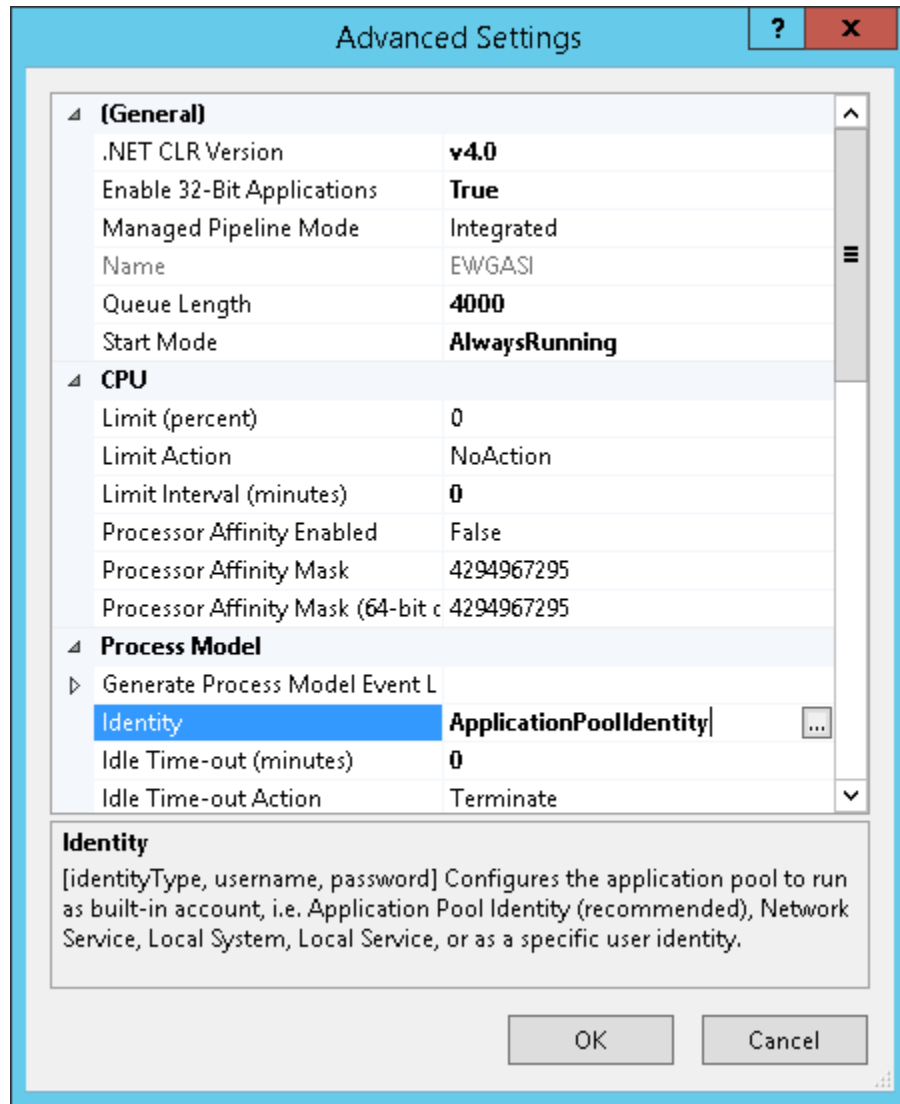 Advanced Settings
?
x
(General)
.NET CLR Version v4.0
Enable 32-Bit Applications True
Managed Pipeline Mode Integrated
Name EWGASI
Queue Length 4000
Start Mode AlwaysRunning
CPU
Limit (percent) 0
Limit Action NoAction
Limit Interval (minutes) 0
Processor Affinity Enabled False
Processor Affinity Mask 4294967295
Processor Affinity Mask (64-bit c 4294967295
Process Model
Generate Process Model Event L
Identity ApplicationPoolIdentity ...
Idle Time-out (minutes) 0
Idle Time-out Action Terminate
Identity
[identityType, username, password] Configures the application pool to run
as built-in account, i.e. Application Pool Identity (recommended), Network
Service, Local System, Local Service, or as a specific user identity.
OK Cancel